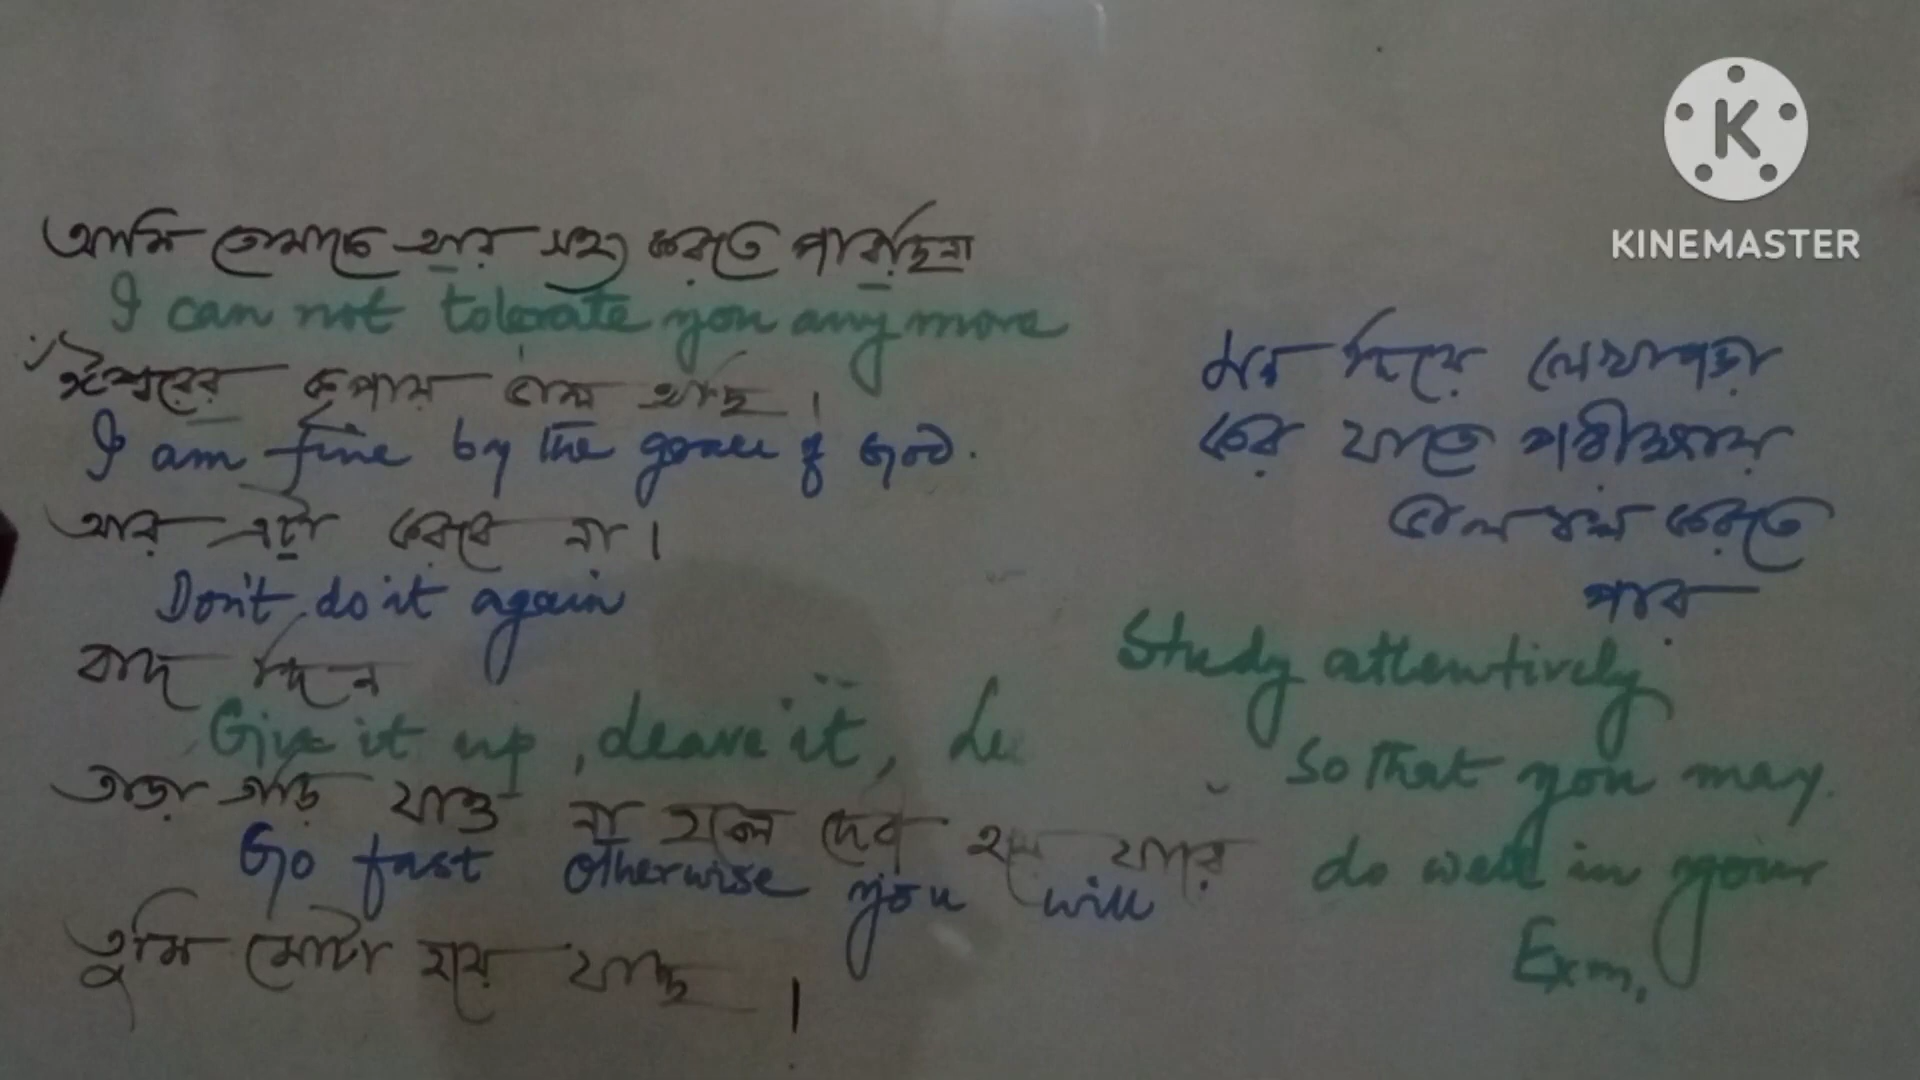 আমি তোমাকে আর সহ্য করতে পারছিনা
I can not tolerate you any more
ঈশ্বরের কৃপায় ভাল আছি।
I am fine by the grace of God.
আর এটা করবে না।
Don't do it again
বাদ দিন
Give it up, leave it, Le
তাড়া তাড়ি যাও না হলে দেরি হয়ে যাবে
Go fast otherwise you will
তুমি মোটা হয়ে যাচ্ছ।
KINEMASTER
মন দিয়ে লেখাপড়া
কর যাতে পরীক্ষায়
ভাল ফল করতে
পার
Study attentively
So that you may
do well in your
Exm.